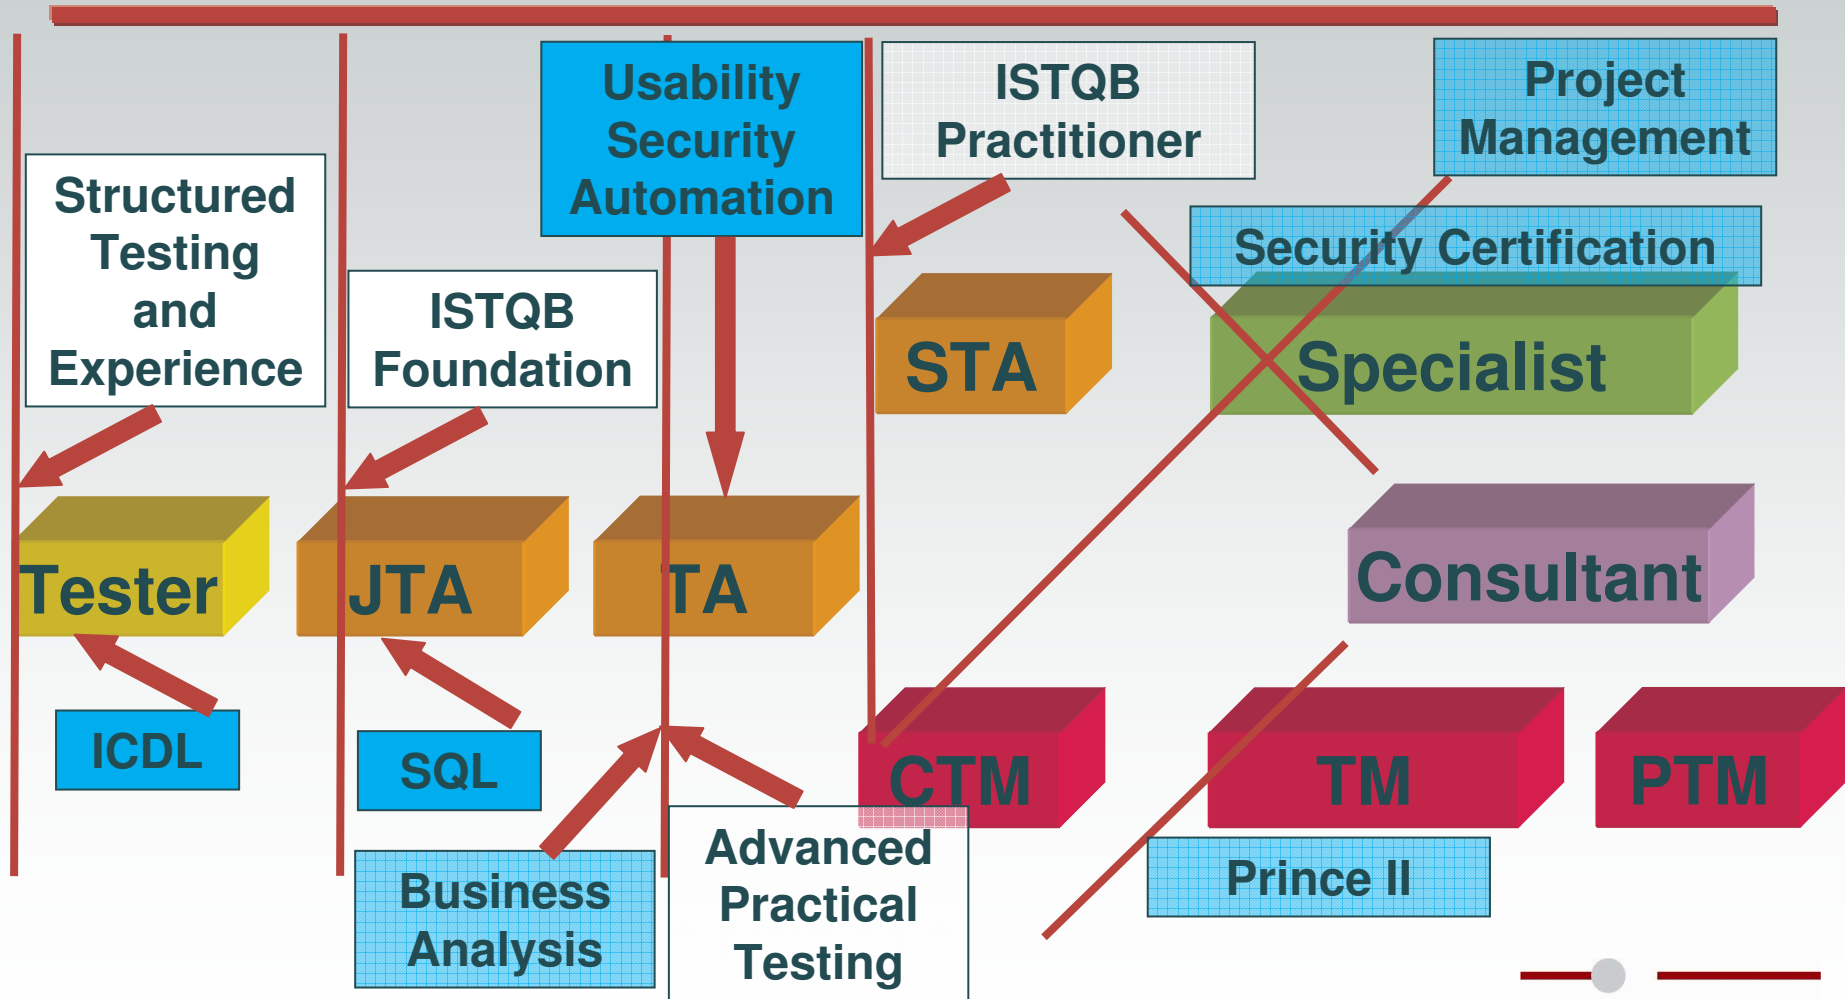 Usability
Security
Automation
ISTQB
Practitioner
Project
Management
Structured
Testing
and
Experience
Security Certification
ISTQB
Foundation
STA
Specialist
Tester
JTA
TA
Consultant
ICDL
SQL
CTM
TM
PTM
Business
Analysis
Advanced
Practical
Testing
Prince II